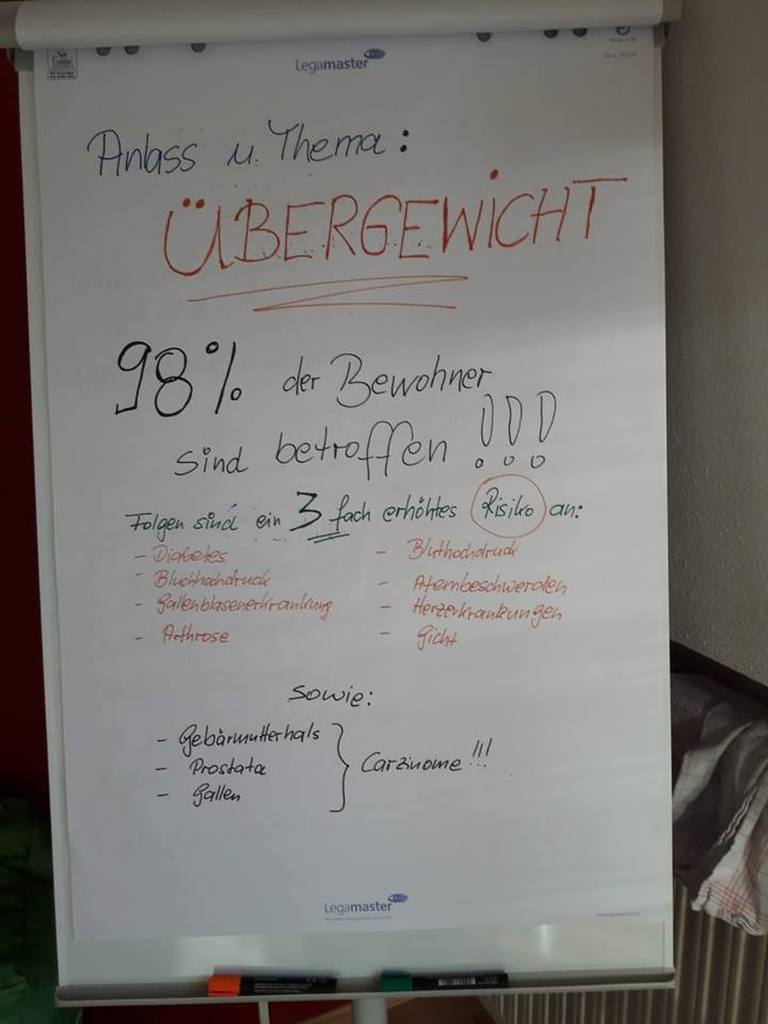 Legamaster
Anlass u. Thema:
ÜBERGEWICHT
98% der Bewohner
sind betroffen !!!
Folgen sind ein 3 fach erhöhtes Risiko an:
- Diabetes
- Bluchhochdruck
- Gallenblasenerkrankung
- Arthrose
- Bluthochdruck
- Atembeschwerden
- Herzerkrankungen
- Gicht
Sowie:
- Gebärmutterhals
- Prostata
- Gallen
Carzinome !!!
Legamaster